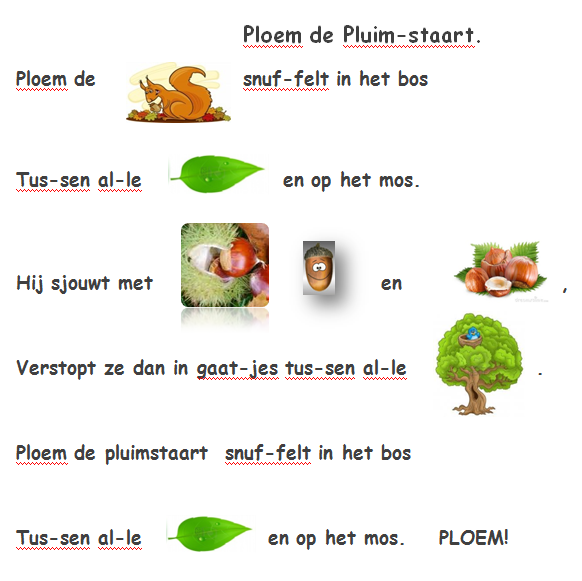 Ploem de Pluim-staart.
Ploem de snuf-felt in het bos
Tus-sen al-le en op het mos.
Hij sjouwt met en ,
Verstopt ze dan in gaat-jes tus-sen al-le .
Ploem de pluimstaart snuf-felt in het bos
Tus-sen al-le en op het mos. PLOEM!